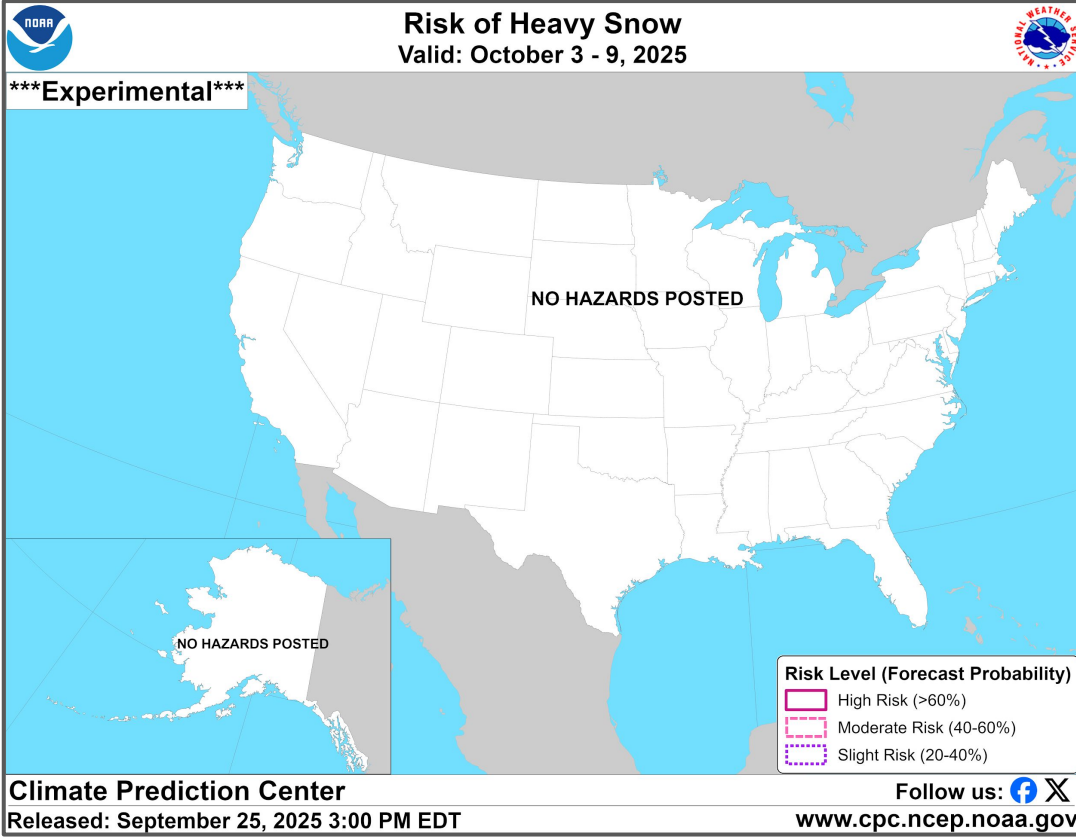 NOAA
Risk of Heavy Snow
Valid: October 3 - 9, 2025
NATIONAL WEATHER SERVICE
***Experimental***
NO HAZARDS POSTED
NO HAZARDS POSTED
Risk Level (Forecast Probability)
High Risk (>60%)
Moderate Risk (40-60%)
Slight Risk (20-40%)
Climate Prediction Center
Follow us:
Released: September 25, 2025 3:00 PM EDT
www.cpc.ncep.noaa.gov